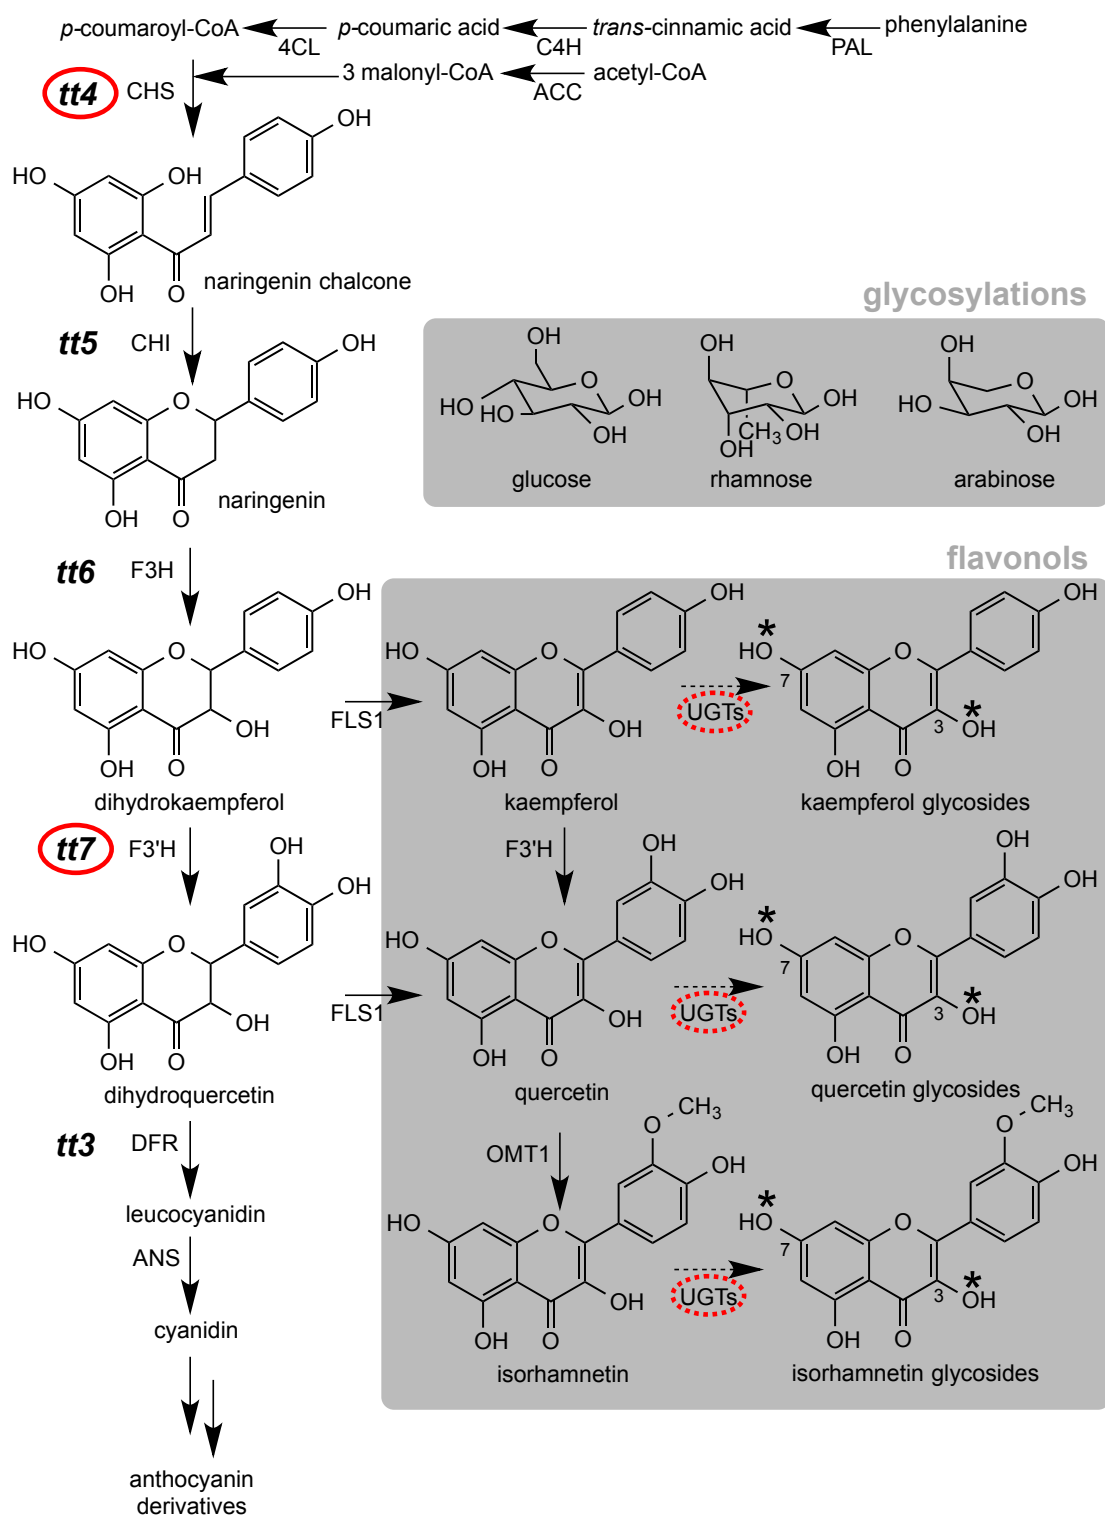 p-coumaroyl-CoA 4CL p-coumaric acid C4H trans-cinnamic acid PAL phenylalanine
tt4 CHS 3 malonyl-CoA ACC acetyl-CoA
OH
HO OH
OH O
naringenin chalcone
glycosylations
tt5 CHI
OH
HO O
OH O
naringenin
OH
HO HO O OH
OH
glucose
OH
O OH
CH3 OH
OH
rhamnose
OH
HO O OH
OH
arabinose
tt6 F3H
flavonols
OH
HO O
OH
OH O
dihydrokaempferol
FLS1
OH
HO O
OH
OH O
kaempferol
UGTs
OH
*
HO O
7
3 *
OH
OH O
kaempferol glycosides
tt7 F3'H
F3'H
OH
OH
HO O
OH
OH O
dihydroquercetin
FLS1
OH
OH
HO O
OH
OH O
quercetin
UGTs
OH
OH
*
HO O
7
3 *
OH
OH O
quercetin glycosides
tt3 DFR
OMT1
leucocyanidin
ANS
cyanidin
anthocyanin
derivatives
CH3
O
OH
HO O
OH
OH O
isorhamnetin
UGTs
CH3
O
OH
*
HO O
7
3 *
OH
OH O
isorhamnetin glycosides